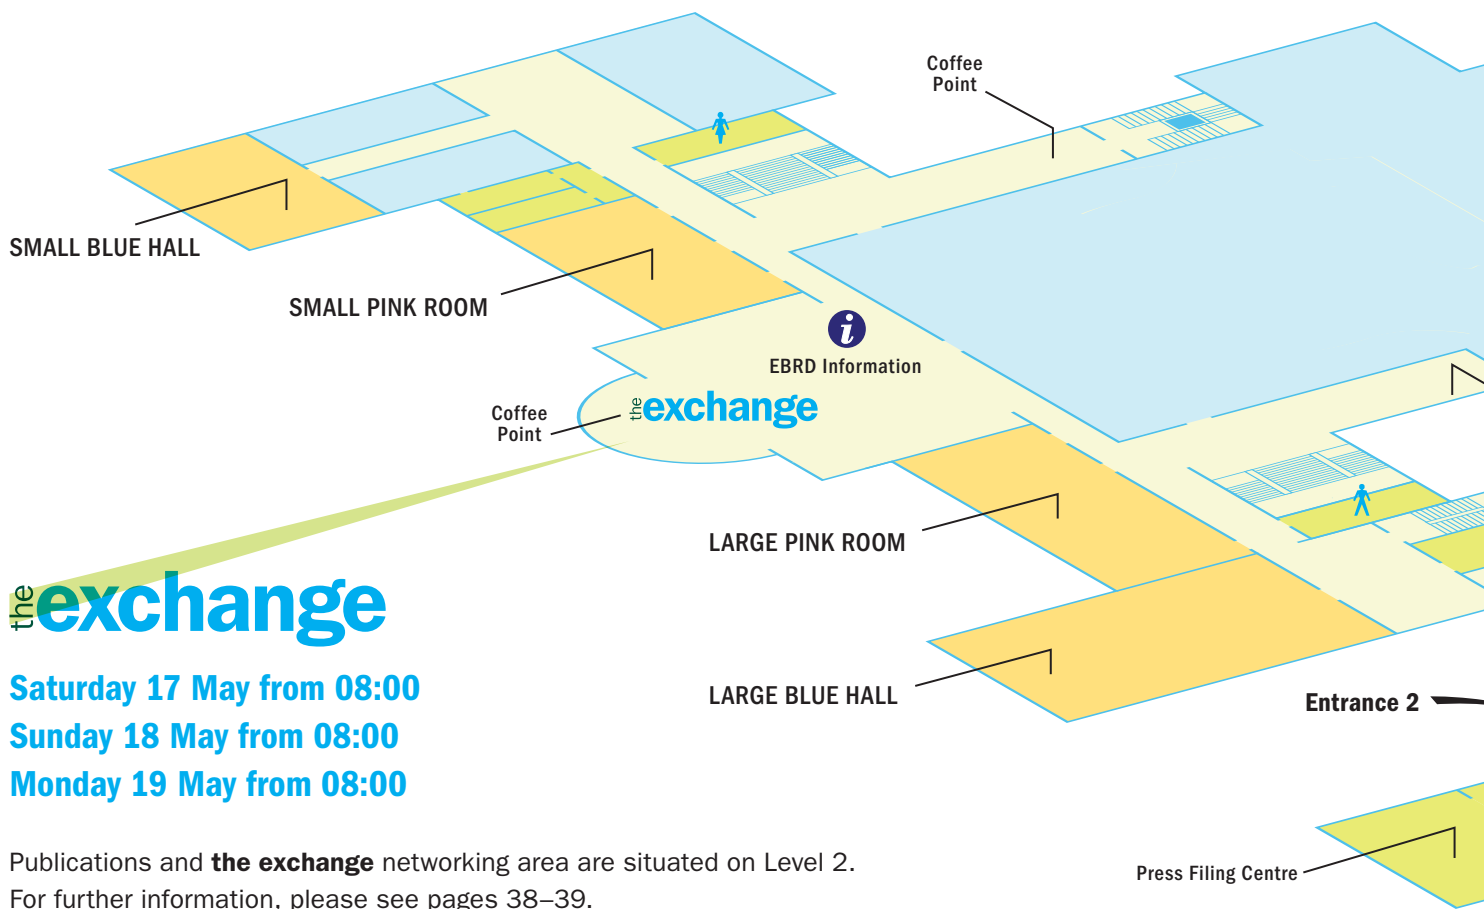 Coffee
Point
SMALL BLUE HALL
SMALL PINK ROOM
i
EBRD Information
Coffee
Point
the exchange
LARGE PINK ROOM
the exchange
LARGE BLUE HALL
Entrance 2
Saturday 17 May from 08:00
Sunday 18 May from 08:00
Monday 19 May from 08:00
Publications and the exchange networking area are situated on Level 2.
For further information, please see pages 38–39.
Press Filing Centre